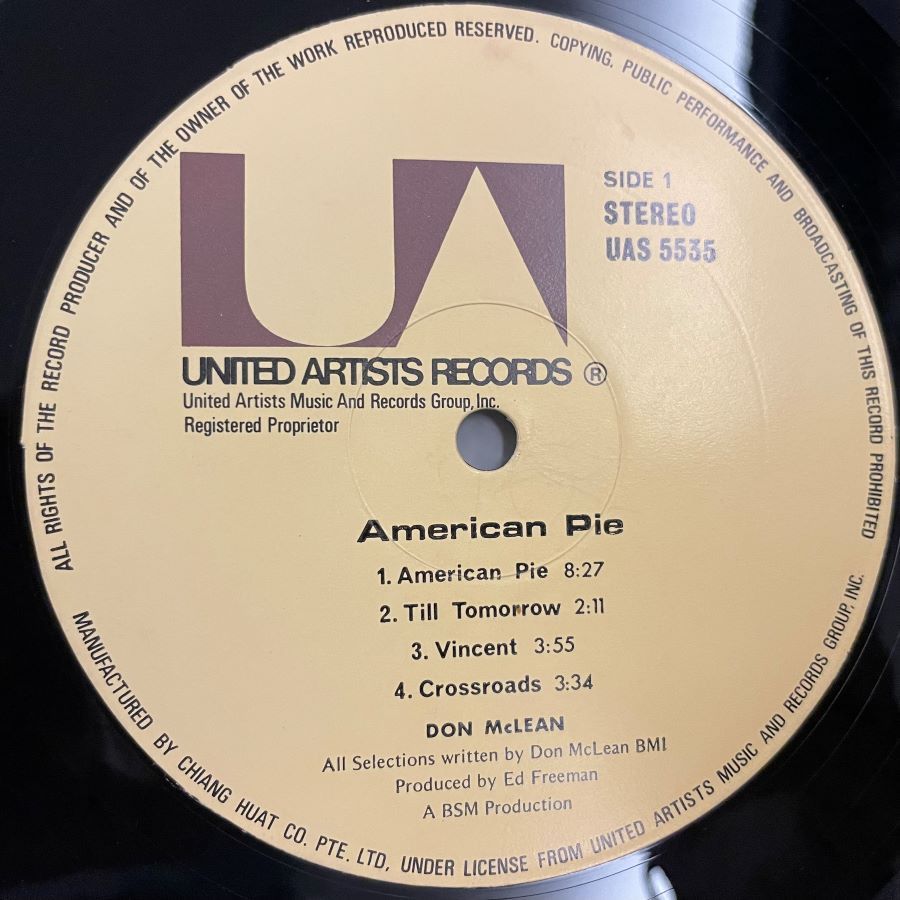 ALL RIGHTS OF THE RECORD PRODUCER AND OF THE OWNER OF THE WORK REPRODUCED RESERVED. COPYING, PUBLIC PERFORMANCE AND BROADCASTING OF THIS RECORD PROHIBITED
UA
SIDE 1
STEREO
UAS 5535
UNITED ARTISTS RECORDS ®
United Artists Music And Records Group, Inc.
Registered Proprietor
American Pie
1. American Pie 8:27
2. Till Tomorrow 2:11
3. Vincent 3:55
4. Crossroads 3:34
DON McLEAN
All Selections written by Don McLean BMI
Produced by Ed Freeman
A BSM Production
MANUFACTURED BY CHIANG HUAT CO. PTE. LTD, UNDER LICENSE FROM UNITED ARTISTS MUSIC AND RECORDS GROUP, INC.